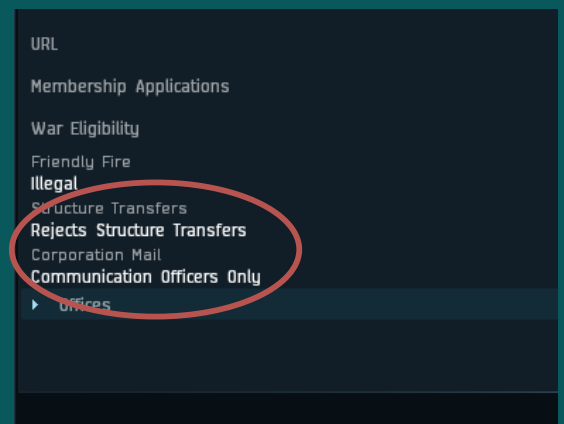 URL
Membership Applications
War Eligibility
Friendly Fire
Illegal
Structure Transfers
Rejects Structure Transfers
Corporation Mail
Communication Officers Only
Offices